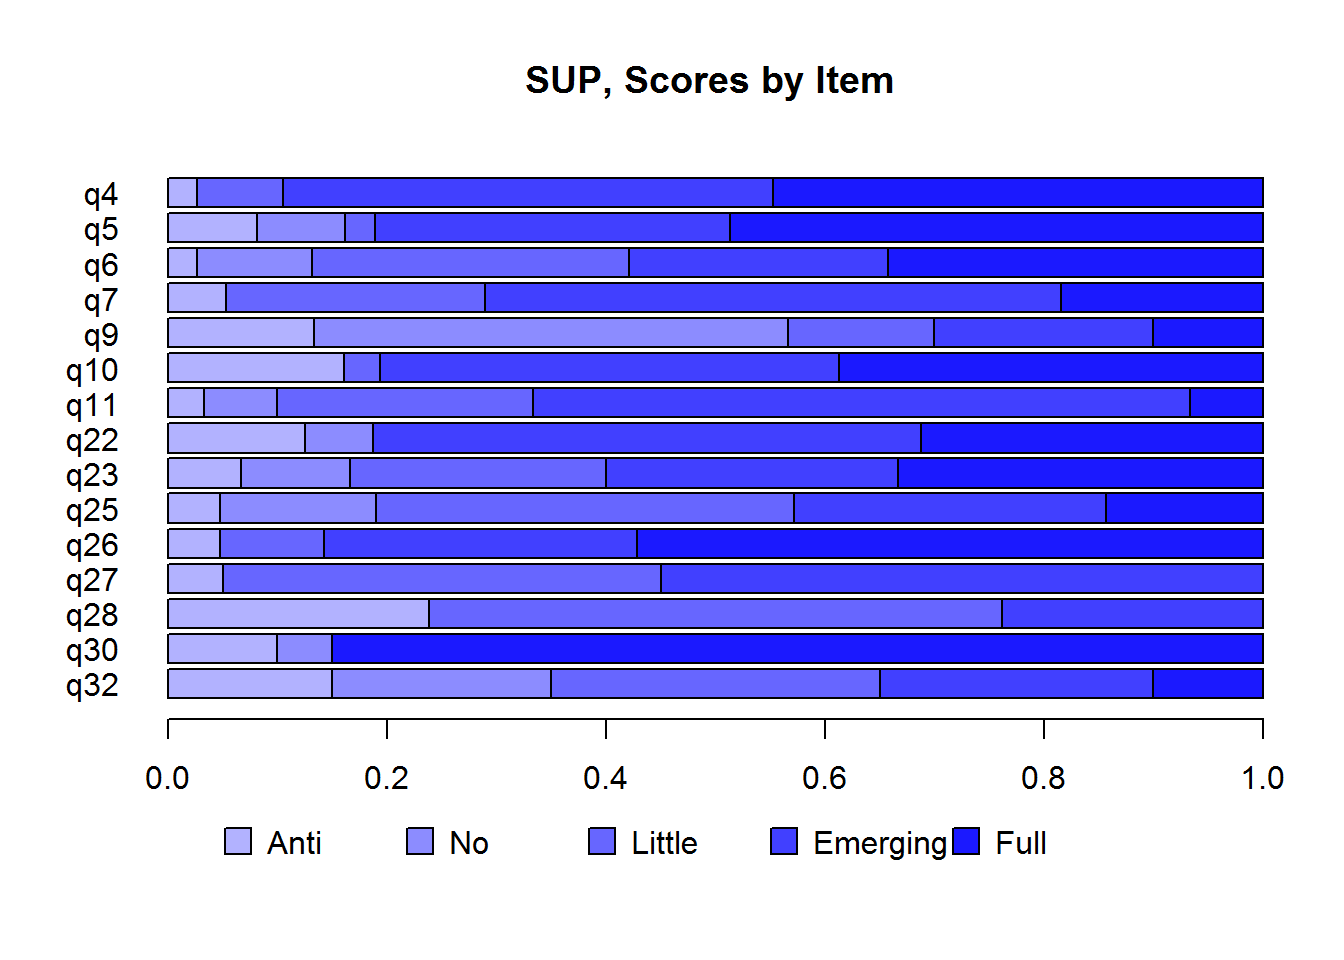 SUP, Scores by Item
q4
q5
q6
q7
q9
q10
q11
q22
q23
q25
q26
q27
q28
q30
q32
0.0 0.2 0.4 0.6 0.8 1.0
Anti No Little Emerging Full